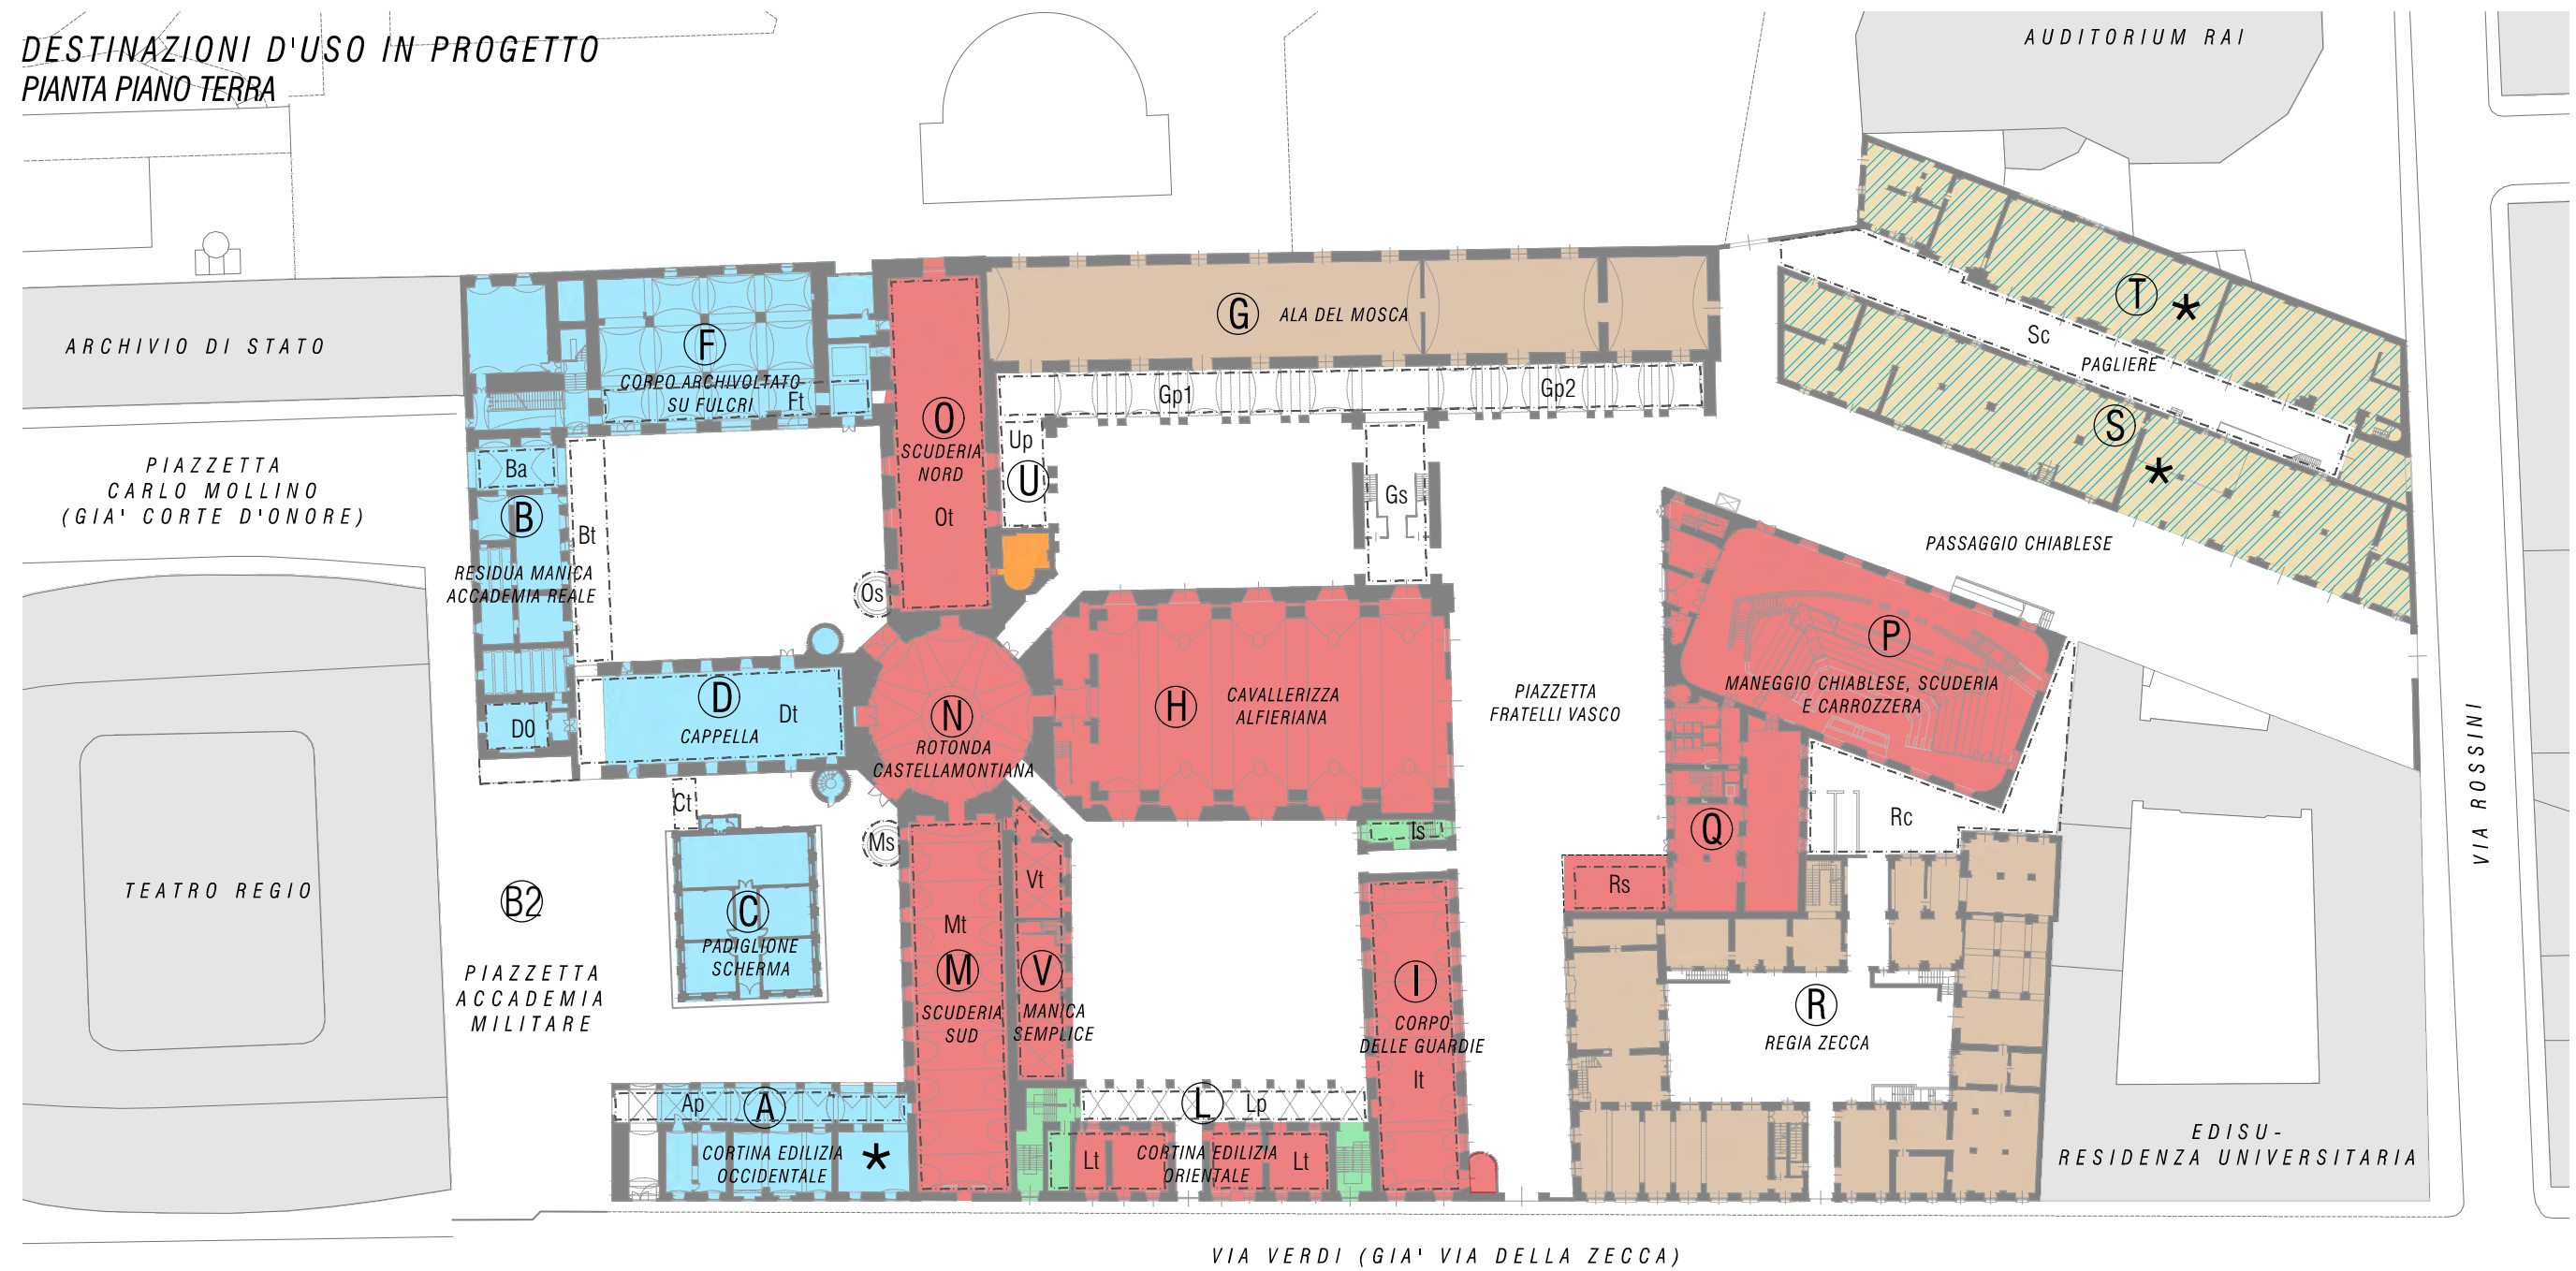 DESTINAZIONI D'USO IN PROGETTO
PIANTA PIANO TERRA
AUDITORIUM RAI
ARCHIVIO DI STATO
F
CORPO ARCHIVOLTATO
SU FULCRI
Ft
O
SCUDERIA
NORD
Ot
G
ALA DEL MOSCA
Gp1
Gp2
T
*
Sc
PAGLIERE
S
*
PIAZZETTA
CARLO MOLLINO
(GIA' CORTE D'ONORE)
Ba
B
Bt
RESIDUA MANICA
ACCADEMIA REALE
Up
U
Gs
Os
PASSAGGIO CHIABLESE
P
MANEGGIO CHIABLESE, SCUDERIA
E CARROZZERA
D
Dt
D0
CAPPELLA
N
ROTONDA
CASTELLAMONTIANA
H
CAVALLERIZZA
ALFIERIANA
PIAZZETTA
FRATELLI VASCO
VIA ROSSINI
Ct
Ms
Is
Q
Rc
Rs
TEATRO REGIO
B2
PIAZZETTA
ACCADEMIA
MILITARE
C
PADIGLIONE
SCHERMA
Mt
M
SCUDERIA
SUD
Vt
V
MANICA
SEMPLICE
I
CORPO
DELLE GUARDIE
It
R
REGIA ZECCA
Ap
A
CORTINA EDILIZIA
OCCIDENTALE
*
L
Lp
Lt
CORTINA EDILIZIA
ORIENTALE
Lt
EDISU-
RESIDENZA UNIVERSITARIA
VIA VERDI (GIA' VIA DELLA ZECCA)